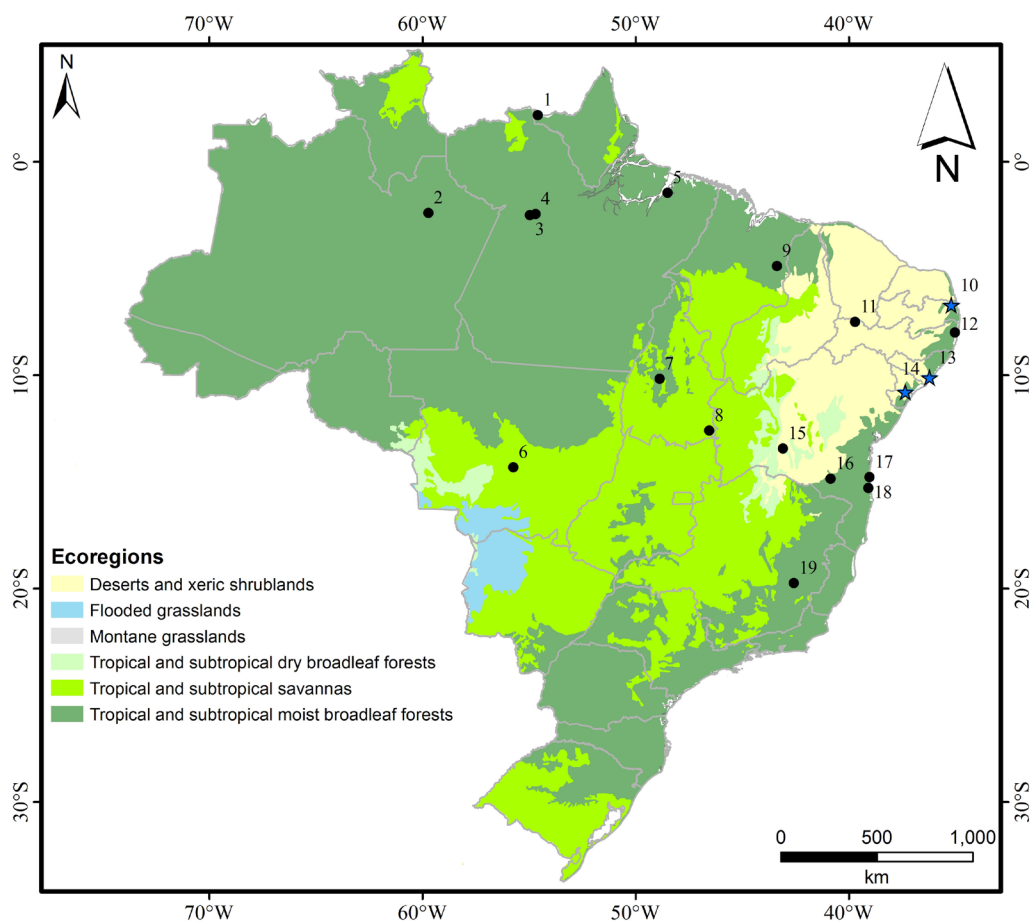 70°W 60°W 50°W 40°W
N
N
1
0°
0°
5
2
4
3
9
10
11
12
13
14
7
10°S
10°S
8
15
6
16
17
18
Ecoregions
Deserts and xeric shrublands
Flooded grasslands
Montane grasslands
Tropical and subtropical dry broadleaf forests
Tropical and subtropical savannas
Tropical and subtropical moist broadleaf forests
19
20°S
20°S
30°S
30°S
0 500 1,000
km
70°W 60°W 50°W 40°W